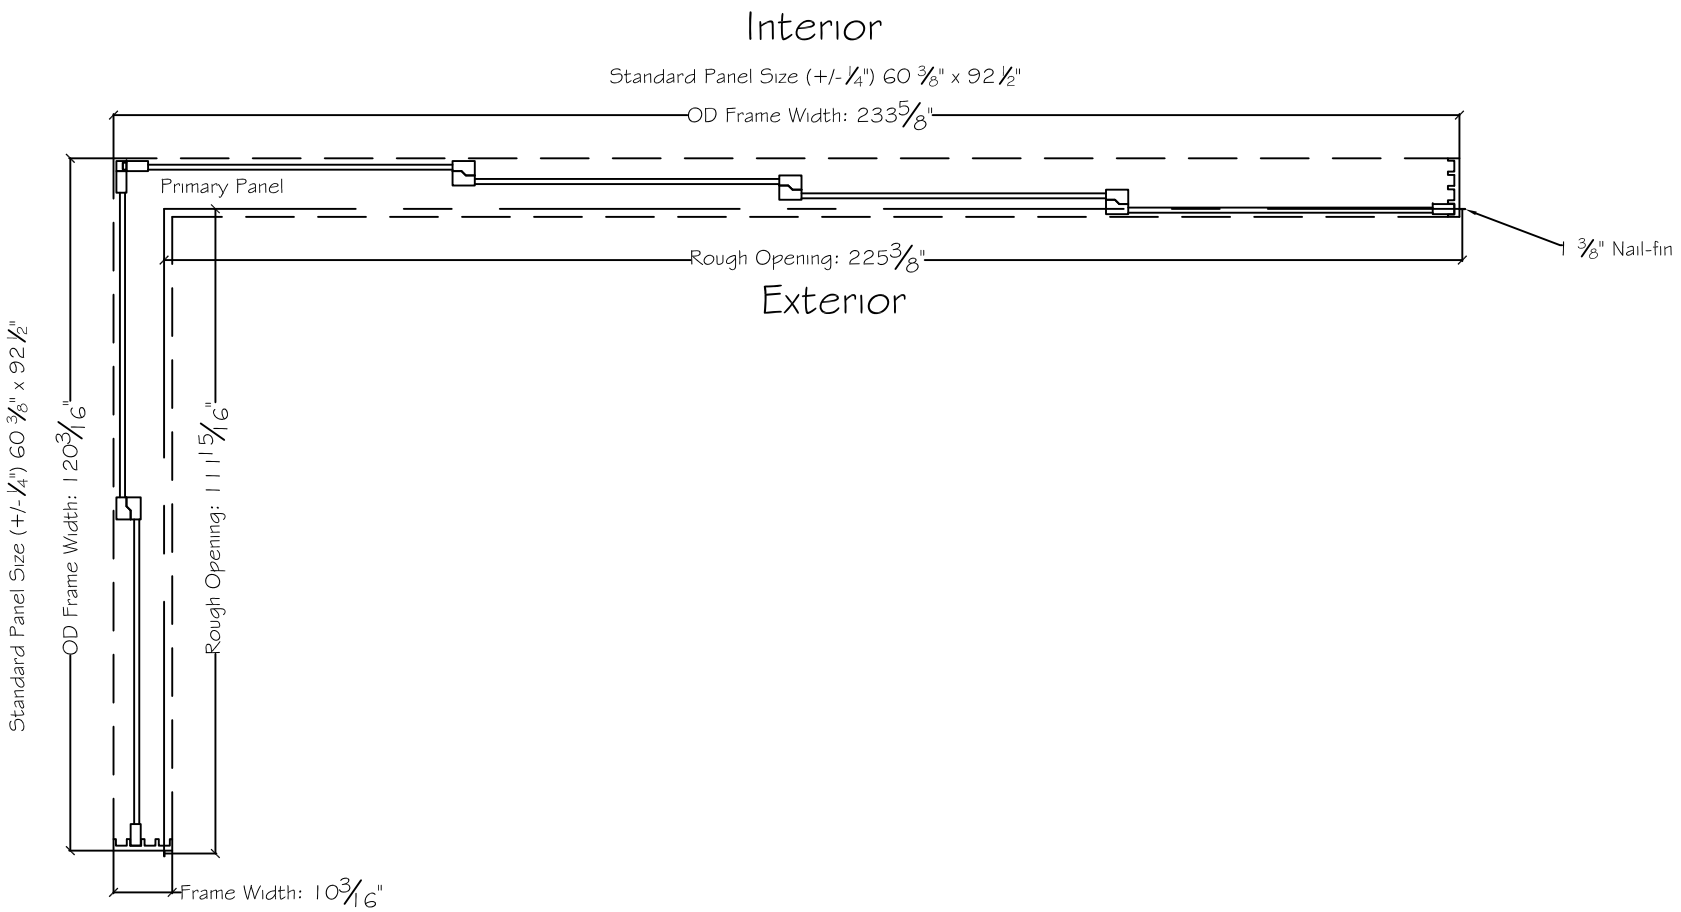 Interior
Standard Panel Size (+/-1/4") 60 3/8" x 92 1/2"
OD Frame Width: 233 5/8"
Primary Panel
Rough Opening: 225 3/8"
1 3/8" Nail-fin
Exterior
Standard Panel Size (+/-1/4") 60 3/8" x 92 1/2"
OD Frame Width: 120 3/16"
Rough Opening: 111 15/16"
Frame Width: 10 3/16"